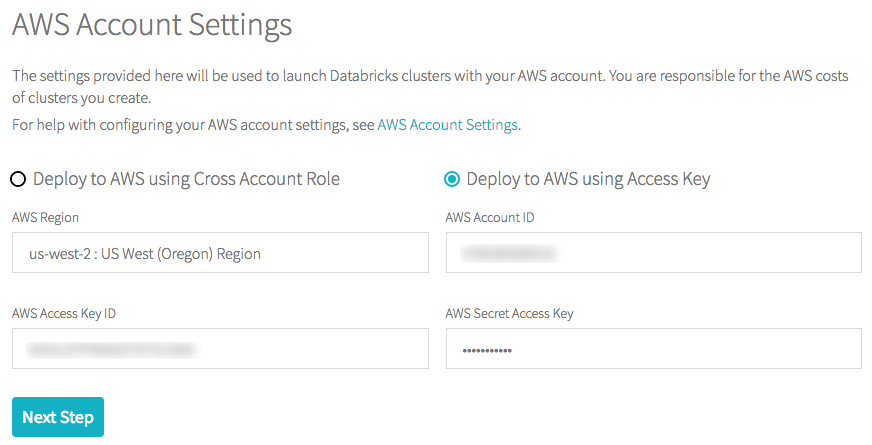 AWS Account Settings
The settings provided here will be used to launch Databricks clusters with your AWS account. You are responsible for the AWS costs
of clusters you create.
For help with configuring your AWS account settings, see AWS Account Settings.
Deploy to AWS using Cross Account Role
Deploy to AWS using Access Key
AWS Region
AWS Account ID
us-west-2 : US West (Oregon) Region
AWS Access Key ID
AWS Secret Access Key
•••••••••••
Next Step